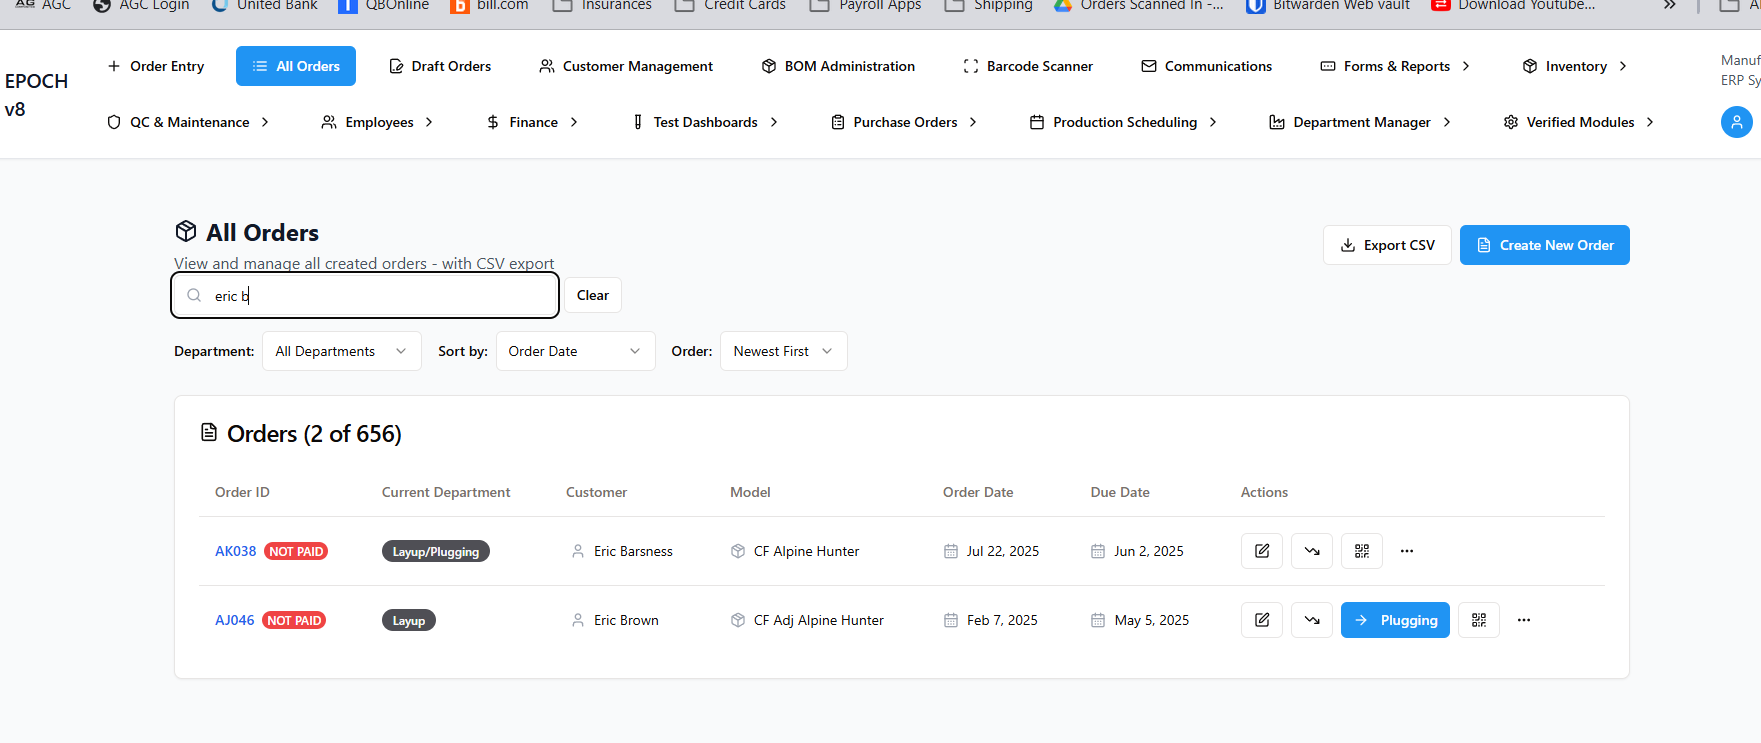 AGC AGC Login United Bank QBOnline bill.com Insurances Credit Cards Payroll Apps Shipping Orders Scanned In -... Bitwarden Web vault Download Youtube...
EPOCH v8
Order Entry All Orders Draft Orders Customer Management BOM Administration Barcode Scanner Communications Forms & Reports Inventory
QC & Maintenance Employees Finance Test Dashboards Purchase Orders Production Scheduling Department Manager Verified Modules
Manuf
ERP Sy
All Orders
View and manage all created orders - with CSV export
Export CSV Create New Order
eric b Clear
Department: All Departments Sort by: Order Date Order: Newest First
Orders (2 of 656)
Order ID Current Department Customer Model Order Date Due Date Actions
AK038 NOT PAID Layup/Plugging Eric Barsness CF Alpine Hunter Jul 22, 2025 Jun 2, 2025
AJ046 NOT PAID Layup Eric Brown CF Adj Alpine Hunter Feb 7, 2025 May 5, 2025 Plugging